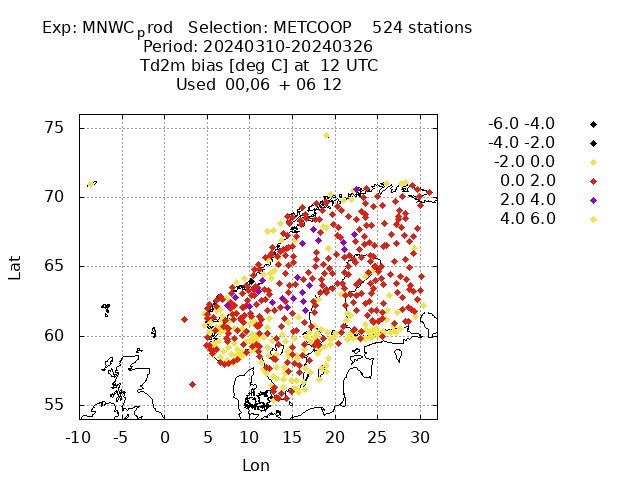 Exp: MNWCprod   Selection: METCOOP    524 stations
Period: 20240310-20240326
Td2m bias [deg C] at  12 UTC
Used  00,06  + 06 12
75
70
65
60
55
-10 -5 0 5 10 15 20 25 30
Lat
Lon
-6.0 -4.0
-4.0 -2.0
-2.0 0.0
0.0 2.0
2.0 4.0
4.0 6.0